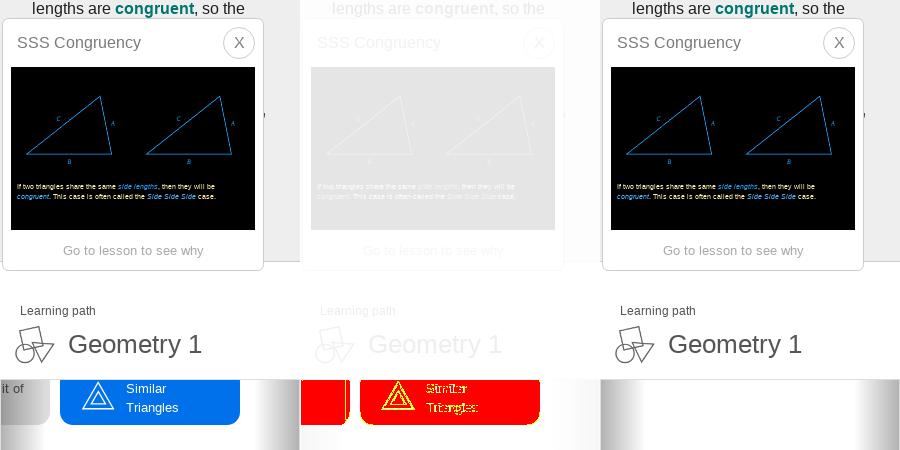 lengths are congruent, so the
SSS Congruency
X
C
A
B
C
A
B
If two triangles share the same side lengths, then they will be
congruent. This case is often called the Side Side Side case.
Go to lesson to see why
Learning path
Geometry 1
it of
Similar
Triangles
lengths are congruent, so the
SSS Congruency
X
C
A
B
C
A
B
If two triangles share the same side lengths, then they will be
congruent. This case is often called the Side Side Side case.
Go to lesson to see why
Learning path
Geometry 1
Similar
Triangles
lengths are congruent, so the
SSS Congruency
X
C
A
B
C
A
B
If two triangles share the same side lengths, then they will be
congruent. This case is often called the Side Side Side case.
Go to lesson to see why
Learning path
Geometry 1